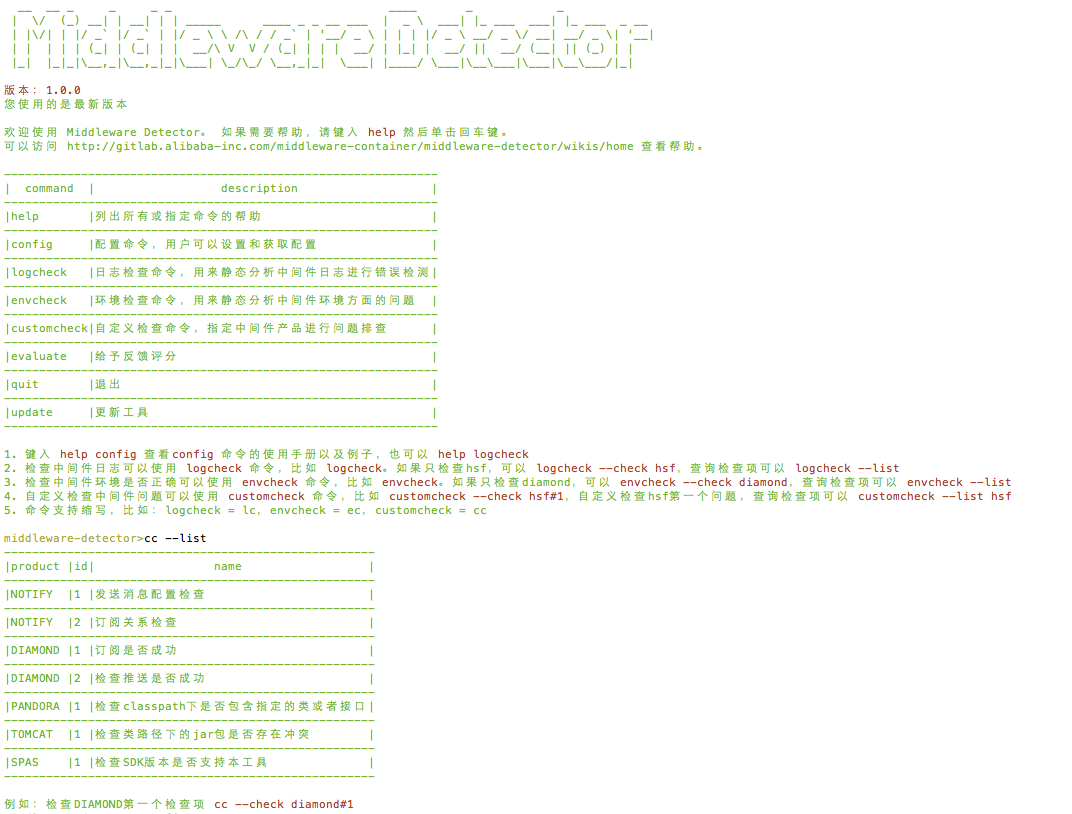 Middleware Detector
版本: 1.0.0
您使用的是最新版本
欢迎使用 Middleware Detector。 如果需要帮助, 请键入 help 然后单击回车键。
可以访问 http://gitlab.alibaba-inc.com/middleware-container/middleware-detector/wikis/home 查看帮助。
| command | description |
|help |列出所有或指定命令的帮助 |
|config |配置命令, 用户可以设置和获取配置 |
|logcheck |日志检查命令, 用来静态分析中间件日志进行错误检测|
|envcheck |环境检查命令, 用来静态分析中间件环境方面的问题 |
|customcheck|自定义检查命令, 指定中间件产品进行问题排查 |
|evaluate |给予反馈评分 |
|quit |退出 |
|update |更新工具 |
1. 键入 help config 查看config 命令的使用手册以及例子, 也可以 help logcheck
2. 检查中间件日志可以使用 logcheck 命令, 比如 logcheck。如果只检查hsf, 可以 logcheck --check hsf, 查询检查项可以 logcheck --list
3. 检查中间件环境是否正确可以使用 envcheck 命令, 比如 envcheck。如果只检查diamond, 可以 envcheck --check diamond, 查询检查项可以 envcheck --list
4. 自定义检查中间件问题可以使用 customcheck 命令, 比如 customcheck --check hsf#1, 自定义检查hsf第一个问题, 查询检查项可以 customcheck --list hsf
5. 命令支持缩写, 比如: logcheck = lc, envcheck = ec, customcheck = cc
middleware-detector>cc --list
|product |id| name |
|NOTIFY |1 |发送消息配置检查 |
|NOTIFY |2 |订阅关系检查 |
|DIAMOND |1 |订阅是否成功 |
|DIAMOND |2 |检查推送是否成功 |
|PANDORA |1 |检查classpath下是否包含指定的类或者接口|
|TOMCAT |1 |检查类路径下的jar包是否存在冲突 |
|SPAS |1 |检查SDK版本是否支持本工具 |
例如: 检查DIAMOND第一个检查项 cc --check diamond#1